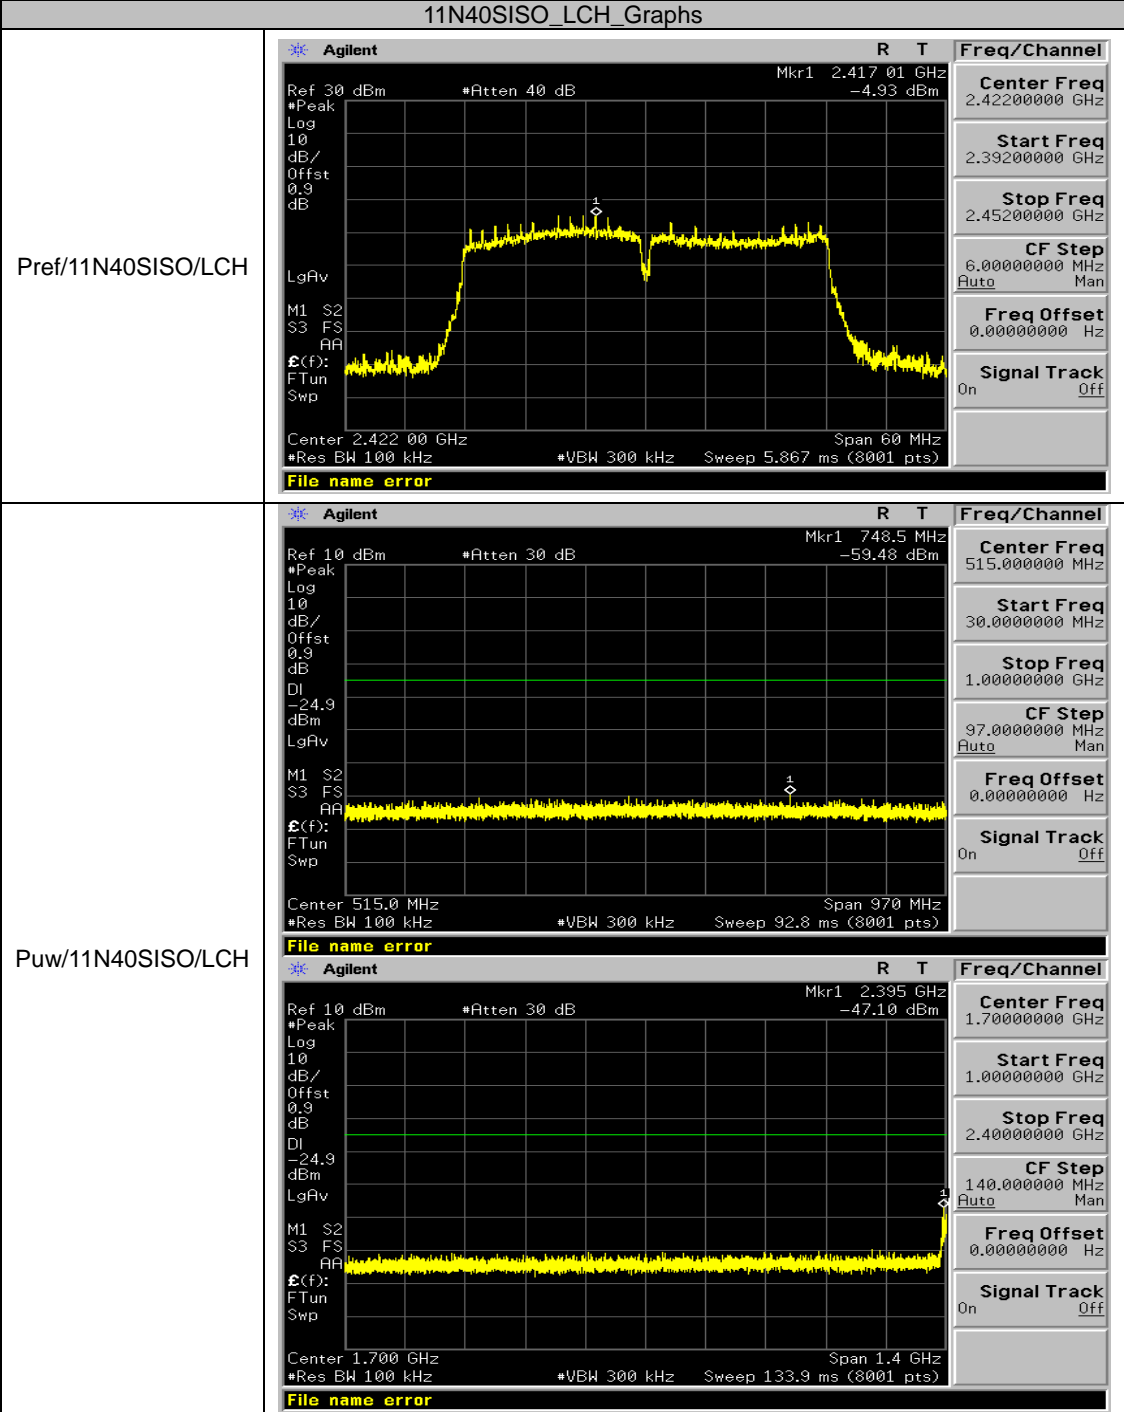 11N40SISO_LCH_Graphs
Pref/11N40SISO/LCH
Agilent R T Freq/Channel
Mkr1 2.417 01 GHz
Ref 30 dBm #Atten 40 dB -4.93 dBm
#Peak
Log
10
dB/
Offst
0.9
dB
LgAv
M1 S2
S3 FS
AA
£(f):
FTun
Swp
1
Center 2.422 00 GHz Span 60 MHz
#Res BW 100 kHz #VBW 300 kHz Sweep 5.867 ms (8001 pts)
File name error
Center Freq
2.42200000 GHz
Start Freq
2.39200000 GHz
Stop Freq
2.45200000 GHz
CF Step
6.00000000 MHz
Auto Man
Freq Offset
0.00000000 Hz
Signal Track
On Off
Puw/11N40SISO/LCH
Agilent R T Freq/Channel
Mkr1 748.5 MHz
Ref 10 dBm #Atten 30 dB -59.48 dBm
#Peak
Log
10
dB/
Offst
0.9
dB
DI
-24.9
dBm
LgAv
M1 S2
S3 FS
AA
£(f):
FTun
Swp
1
Center 515.0 MHz Span 970 MHz
#Res BW 100 kHz #VBW 300 kHz Sweep 92.8 ms (8001 pts)
File name error
Center Freq
515.000000 MHz
Start Freq
30.0000000 MHz
Stop Freq
1.00000000 GHz
CF Step
97.0000000 MHz
Auto Man
Freq Offset
0.00000000 Hz
Signal Track
On Off
Agilent R T Freq/Channel
Mkr1 2.395 GHz
Ref 10 dBm #Atten 30 dB -47.10 dBm
#Peak
Log
10
dB/
Offst
0.9
dB
DI
-24.9
dBm
LgAv
M1 S2
S3 FS
AA
£(f):
FTun
Swp
1
Center 1.700 GHz Span 1.4 GHz
#Res BW 100 kHz #VBW 300 kHz Sweep 133.9 ms (8001 pts)
File name error
Center Freq
1.70000000 GHz
Start Freq
1.00000000 GHz
Stop Freq
2.40000000 GHz
CF Step
140.000000 MHz
Auto Man
Freq Offset
0.00000000 Hz
Signal Track
On Off